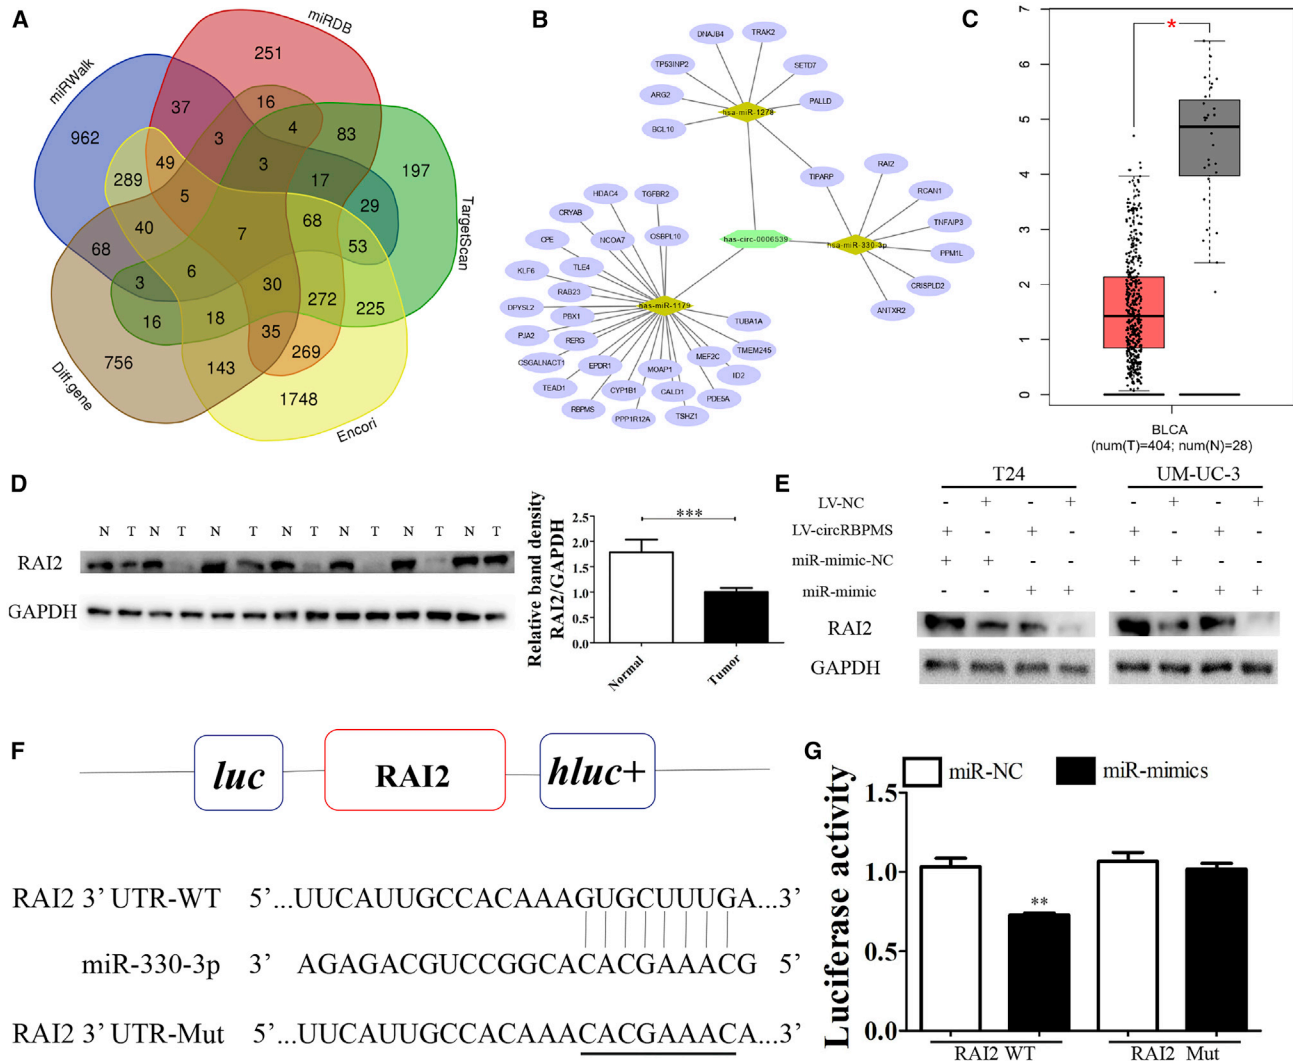 A
miRDB
miRWalk
TargetScan
Diff.gene
Encori
251
37
16
962
3
4
83
49
3
197
289
5
17
29
40
7
68
53
68
6
3
30
272
225
16
18
35
756
143
269
1748
B
DNAJB4
TRAK2
TP53INP2
SETD7
ARG2
PALLD
hsa-miR-1278
BCL10
RAI2
TIPARP
HDAC4
TGFBR2
RCAN1
CRYAB
TNFAIP3
NCOA7
OSBPL10
has-circ-0006539
hsa-miR-330-3p
CPE
PPM1L
TLE4
KLF6
CRISPLD2
RAB23
DPYSL2
has-miR-1179
ANTXR2
PBX1
TUBA1A
PJA2
RERG
TMEM245
CSGALNACT1
MEF2C
EPDR1
MOAP1
ID2
TEAD1
CYP1B1
CALD1
PDE5A
RBPMS
PPP1R12A
TSHZ1
C
7
6
5
4
3
2
1
0
*
BLCA
(num(T)=404; num(N)=28)
D
N T N T N T N T N T N T N T
RAI2
GAPDH
Relative band density
RAI2/GAPDH
2.5
2.0
1.5
1.0
0.5
0.0
***
Normal
Tumor
E
T24 UM-UC-3
LV-NC - + - + - + - +
LV-circRBPMS + - + - + - + -
miR-mimic-NC + + - - + + - -
miR-mimic - - + + - - + +
RAI2
GAPDH
F
luc RAI2 hluc+
RAI2 3’ UTR-WT 5’...UUCAUUGCCACAAAGUGCUUUGA...3’
miR-330-3p 3’ AGAGACGUCCGGCACACGAAACG 5’
RAI2 3’ UTR-Mut 5’...UUCAUUGCCACAAACACGAAACA...3’
G
miR-NC miR-mimics
Luciferase activity
1.5
1.0
0.5
0.0
**
RAI2 WT RAI2 Mut